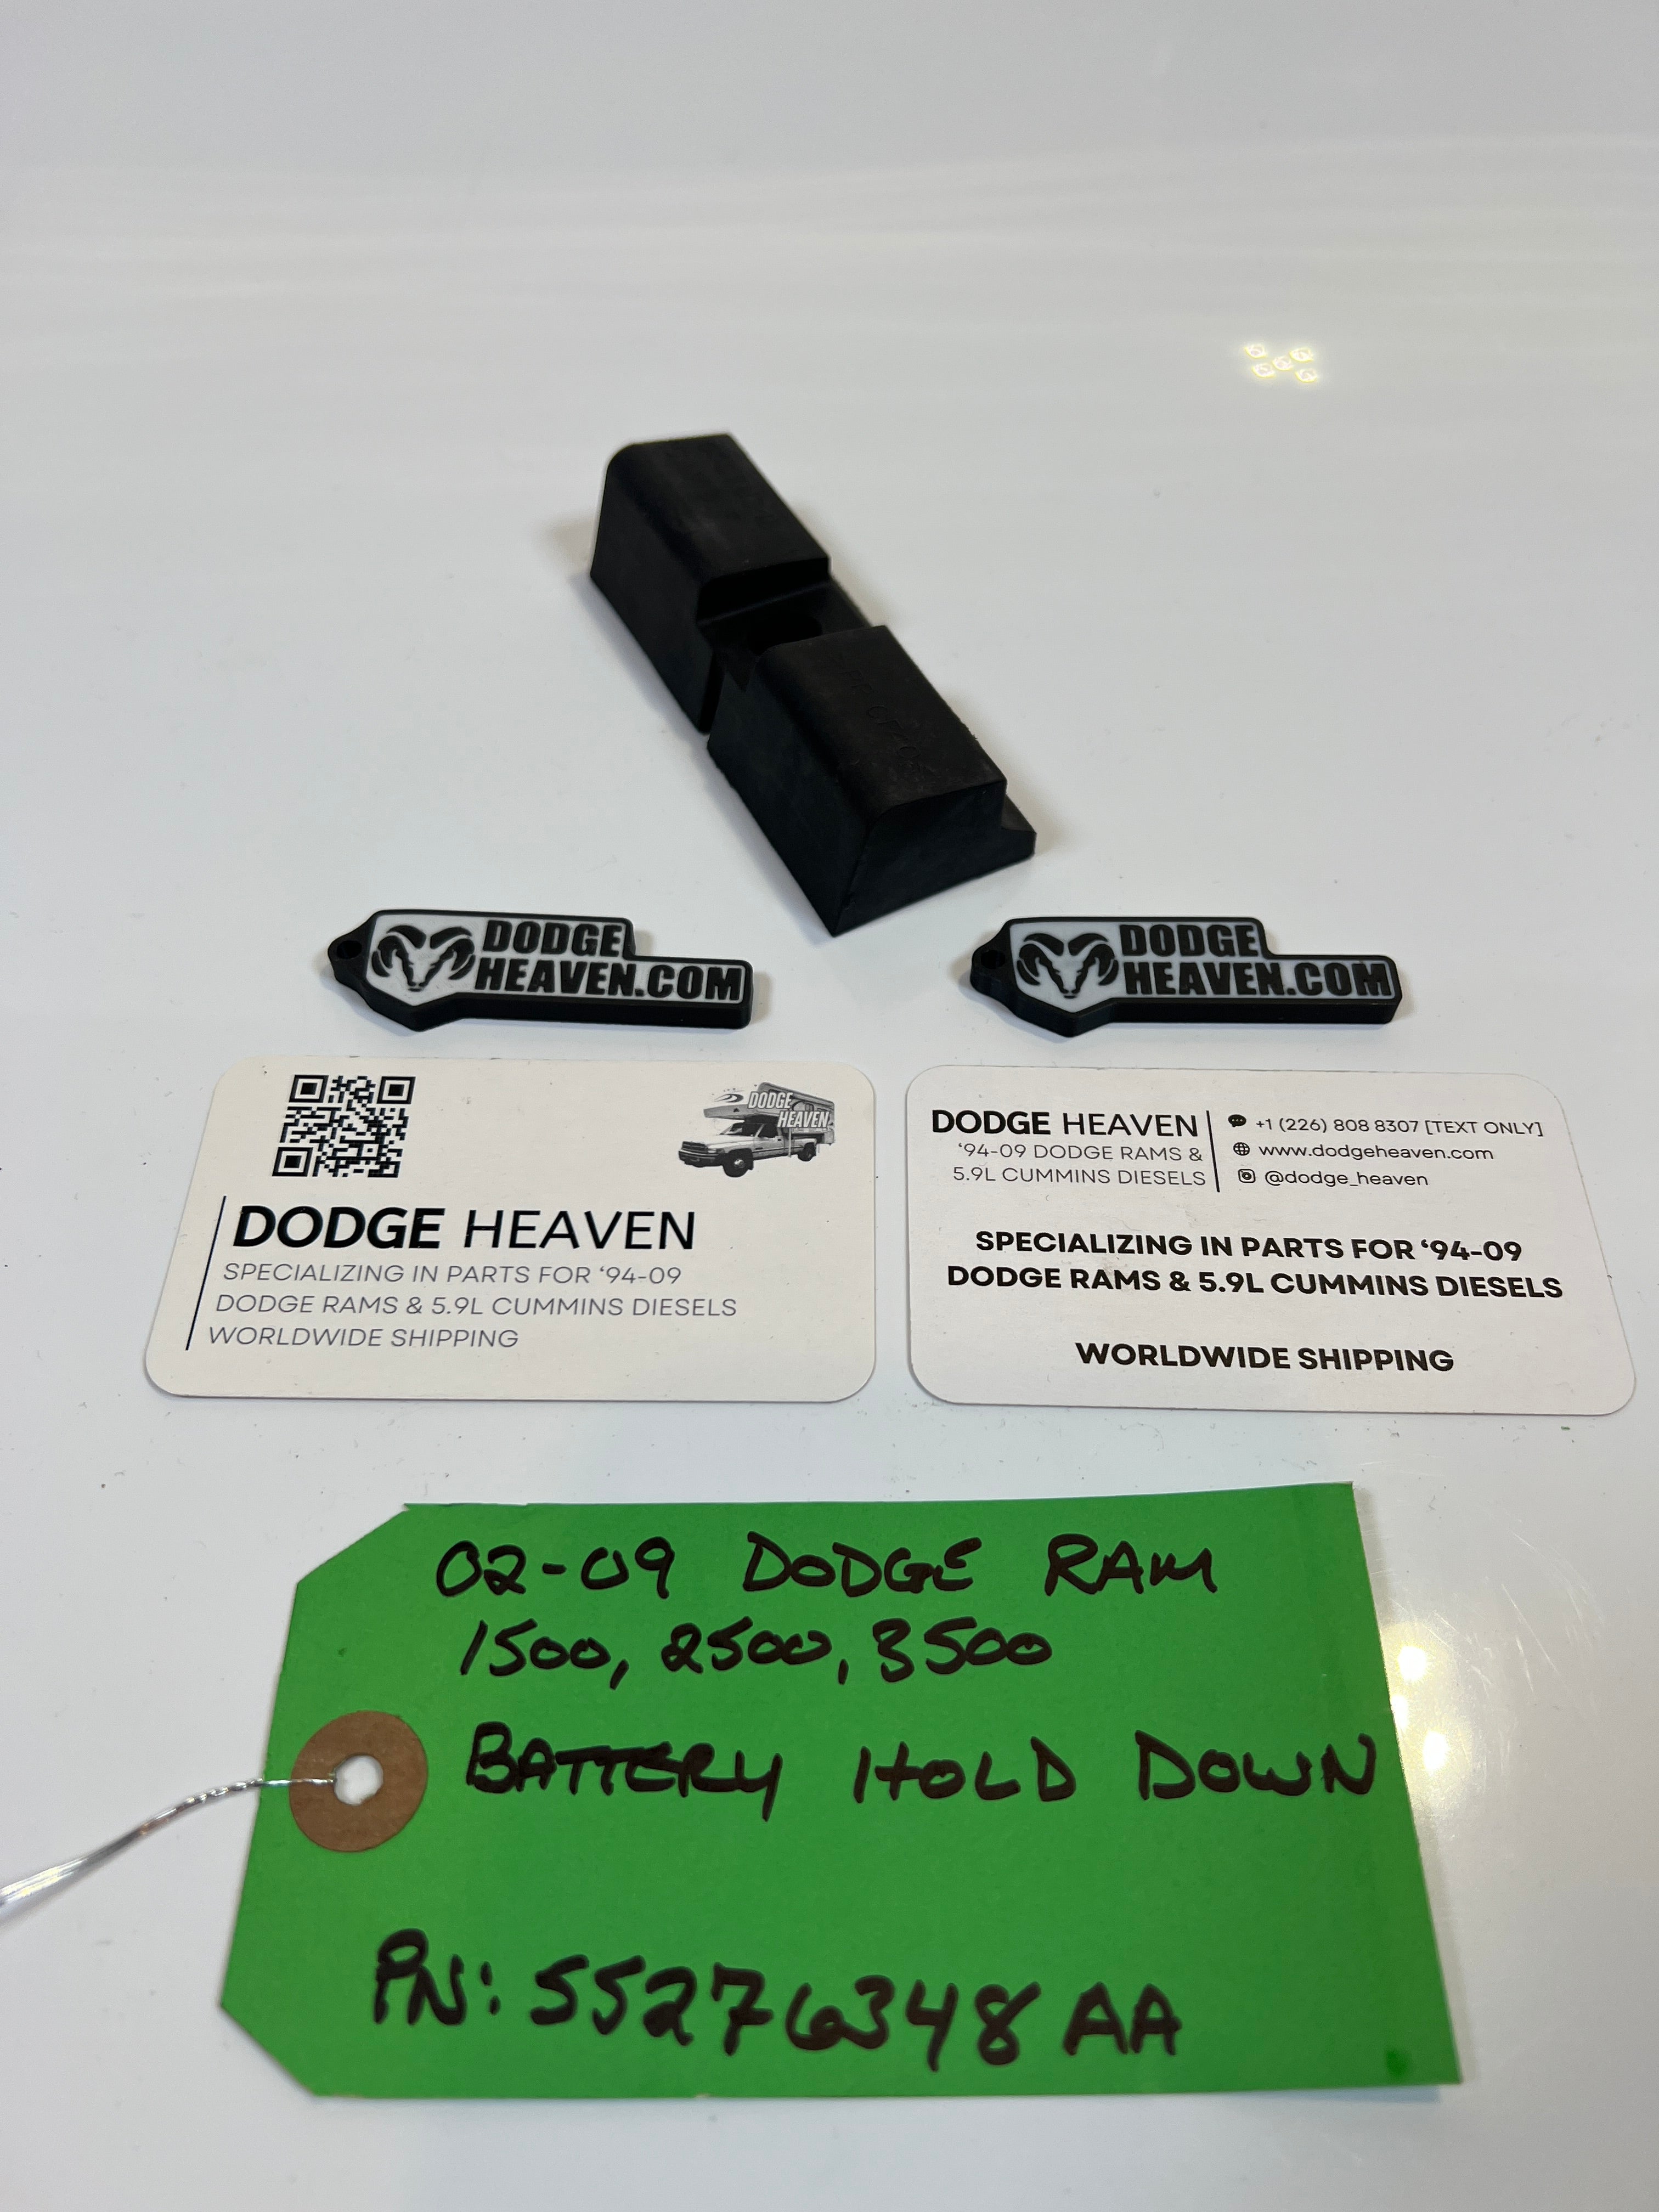 DODGE
HEAVEN.COM
DODGE
HEAVEN.COM
DODGE
HEAVEN
DODGE HEAVEN
SPECIALIZING IN PARTS FOR ‘94-09
DODGE RAMS & 5.9L CUMMINS DIESELS
WORLDWIDE SHIPPING
DODGE HEAVEN
‘94-09 DODGE RAMS &
5.9L CUMMINS DIESELS
+1 (226) 808 8307 [TEXT ONLY]
www.dodgeheaven.com
@dodge_heaven
SPECIALIZING IN PARTS FOR ‘94-09
DODGE RAMS & 5.9L CUMMINS DIESELS
WORLDWIDE SHIPPING
02-09 DODGE RAM
1500, 2500, 3500
BATTERY HOLD DOWN
PN: 55276348AA